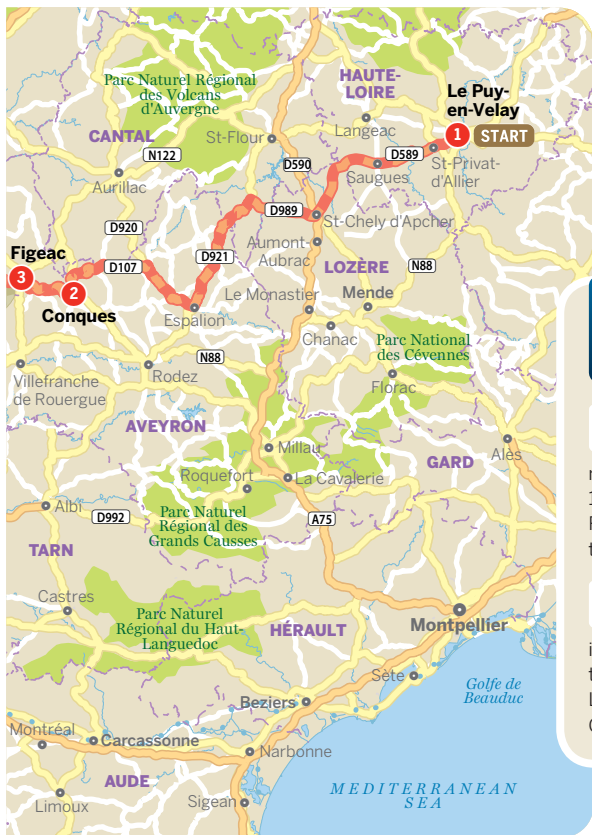 Parc Naturel Régional
des Volcans
d'Auvergne
HAUTE-
LOIRE
Le Puy-
en-Velay
CANTAL
St-Flour
Langeac
1
START
N122
D590
D589
St-Privat-
d'Allier
Aurillac
Saugues
D920
D989
St-Chely d'Apcher
Figeac
D921
Aumont-
Aubrac
3
D107
LOZÈRE
N88
2
Conques
Le Monastier
Mende
Espalion
Chanac
Parc National
des Cévennes
N88
Villefranche
de Rouergue
Rodez
Florac
AVEYRON
Millau
GARD
Alès
Roquefort
La Cavalerie
Albi
D992
Parc Naturel
Régional des
Grands Causses
A75
TARN
Castres
Parc Naturel
Régional du Haut-
Languedoc
HÉRAULT
Montpellier
Sète
Golfe de
Beauduc
Beziers
Montréal
Carcassonne
Narbonne
AUDE
MEDITERRANEAN
SEA
Limoux
Sigean